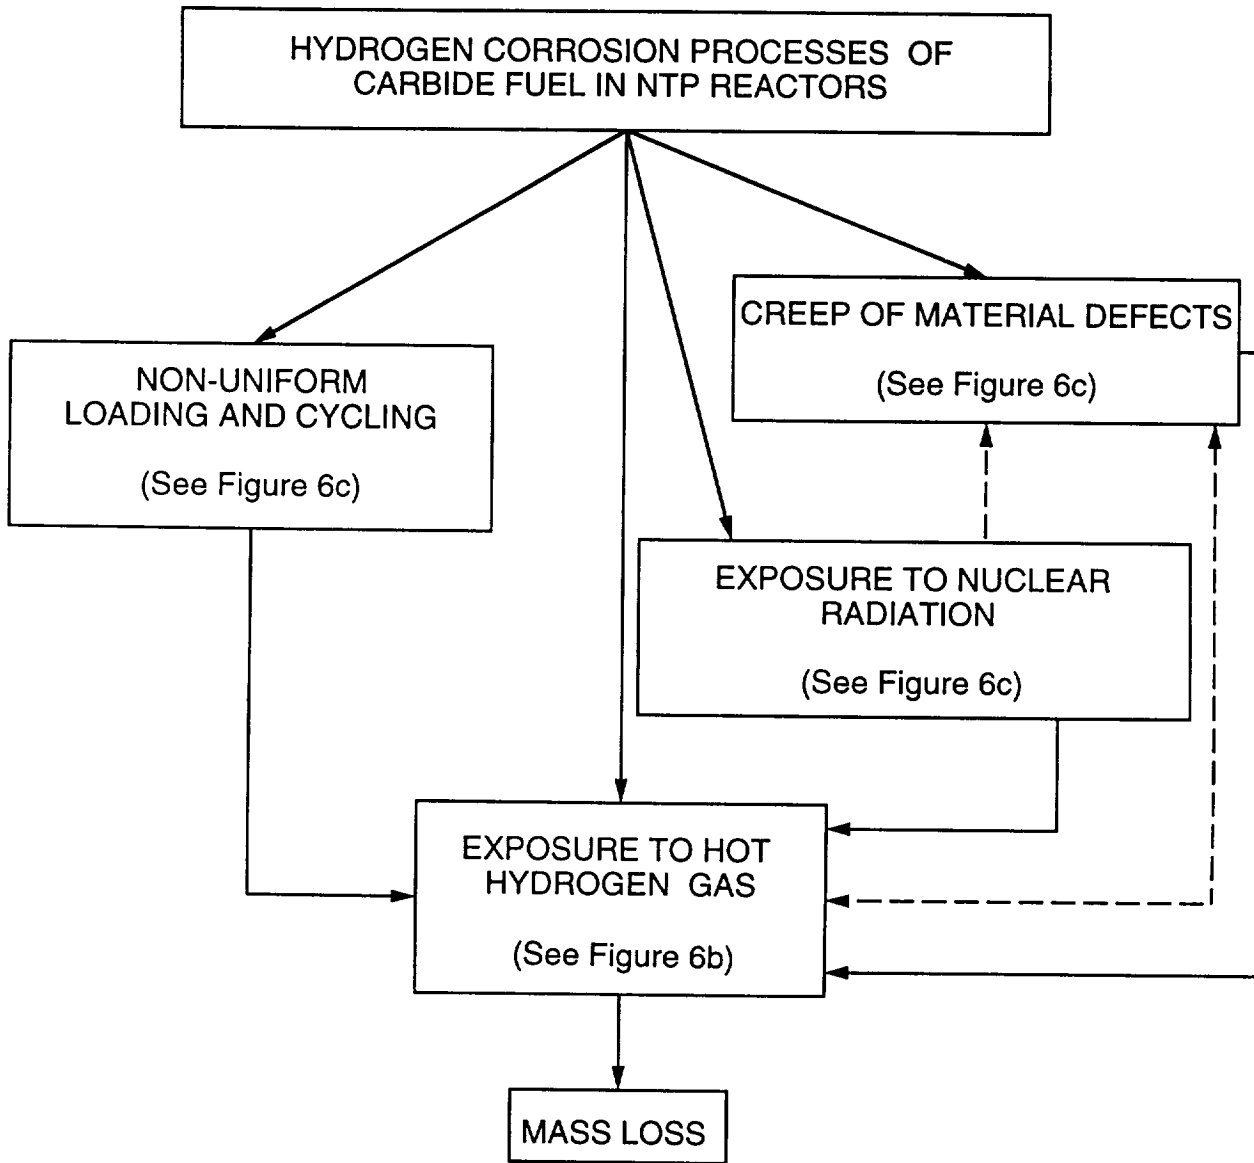 HYDROGEN CORROSION PROCESSES OF
CARBIDE FUEL IN NTP REACTORS
CREEP OF MATERIAL DEFECTS
(See Figure 6c)
NON-UNIFORM
LOADING AND CYCLING
(See Figure 6c)
EXPOSURE TO NUCLEAR
RADIATION
(See Figure 6c)
EXPOSURE TO HOT
HYDROGEN GAS
(See Figure 6b)
MASS LOSS